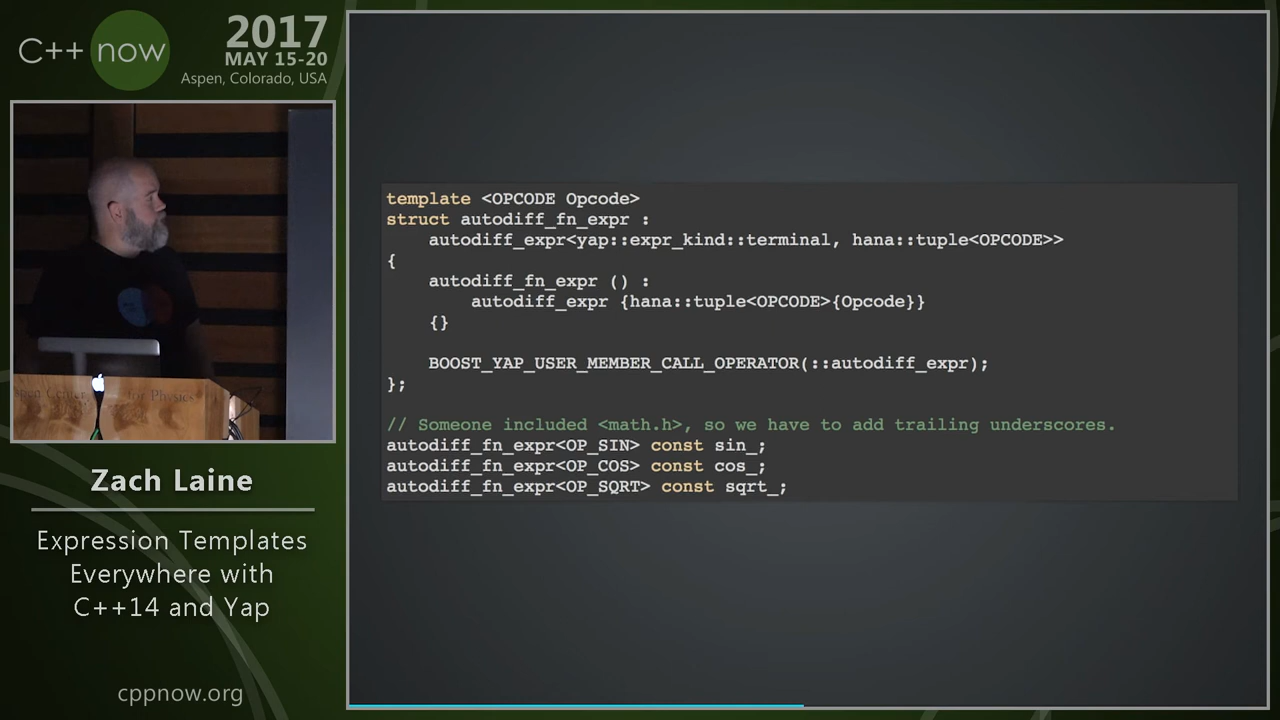 C++ now
2017
MAY 15-20
Aspen, Colorado, USA
for Physics
Zach Laine
Expression Templates
Everywhere with
C++14 and Yap
cppnow.org
template <OPCODE Opcode>
struct autodiff_fn_expr :
    autodiff_expr<yap::expr_kind::terminal, hana::tuple<OPCODE>>
{
    autodiff_fn_expr () :
        autodiff_expr {hana::tuple<OPCODE>{Opcode}}
    {}
    BOOST_YAP_USER_MEMBER_CALL_OPERATOR(::autodiff_expr);
};
// Someone included <math.h>, so we have to add trailing underscores.
autodiff_fn_expr<OP_SIN> const sin_;
autodiff_fn_expr<OP_COS> const cos_;
autodiff_fn_expr<OP_SQRT> const sqrt_;